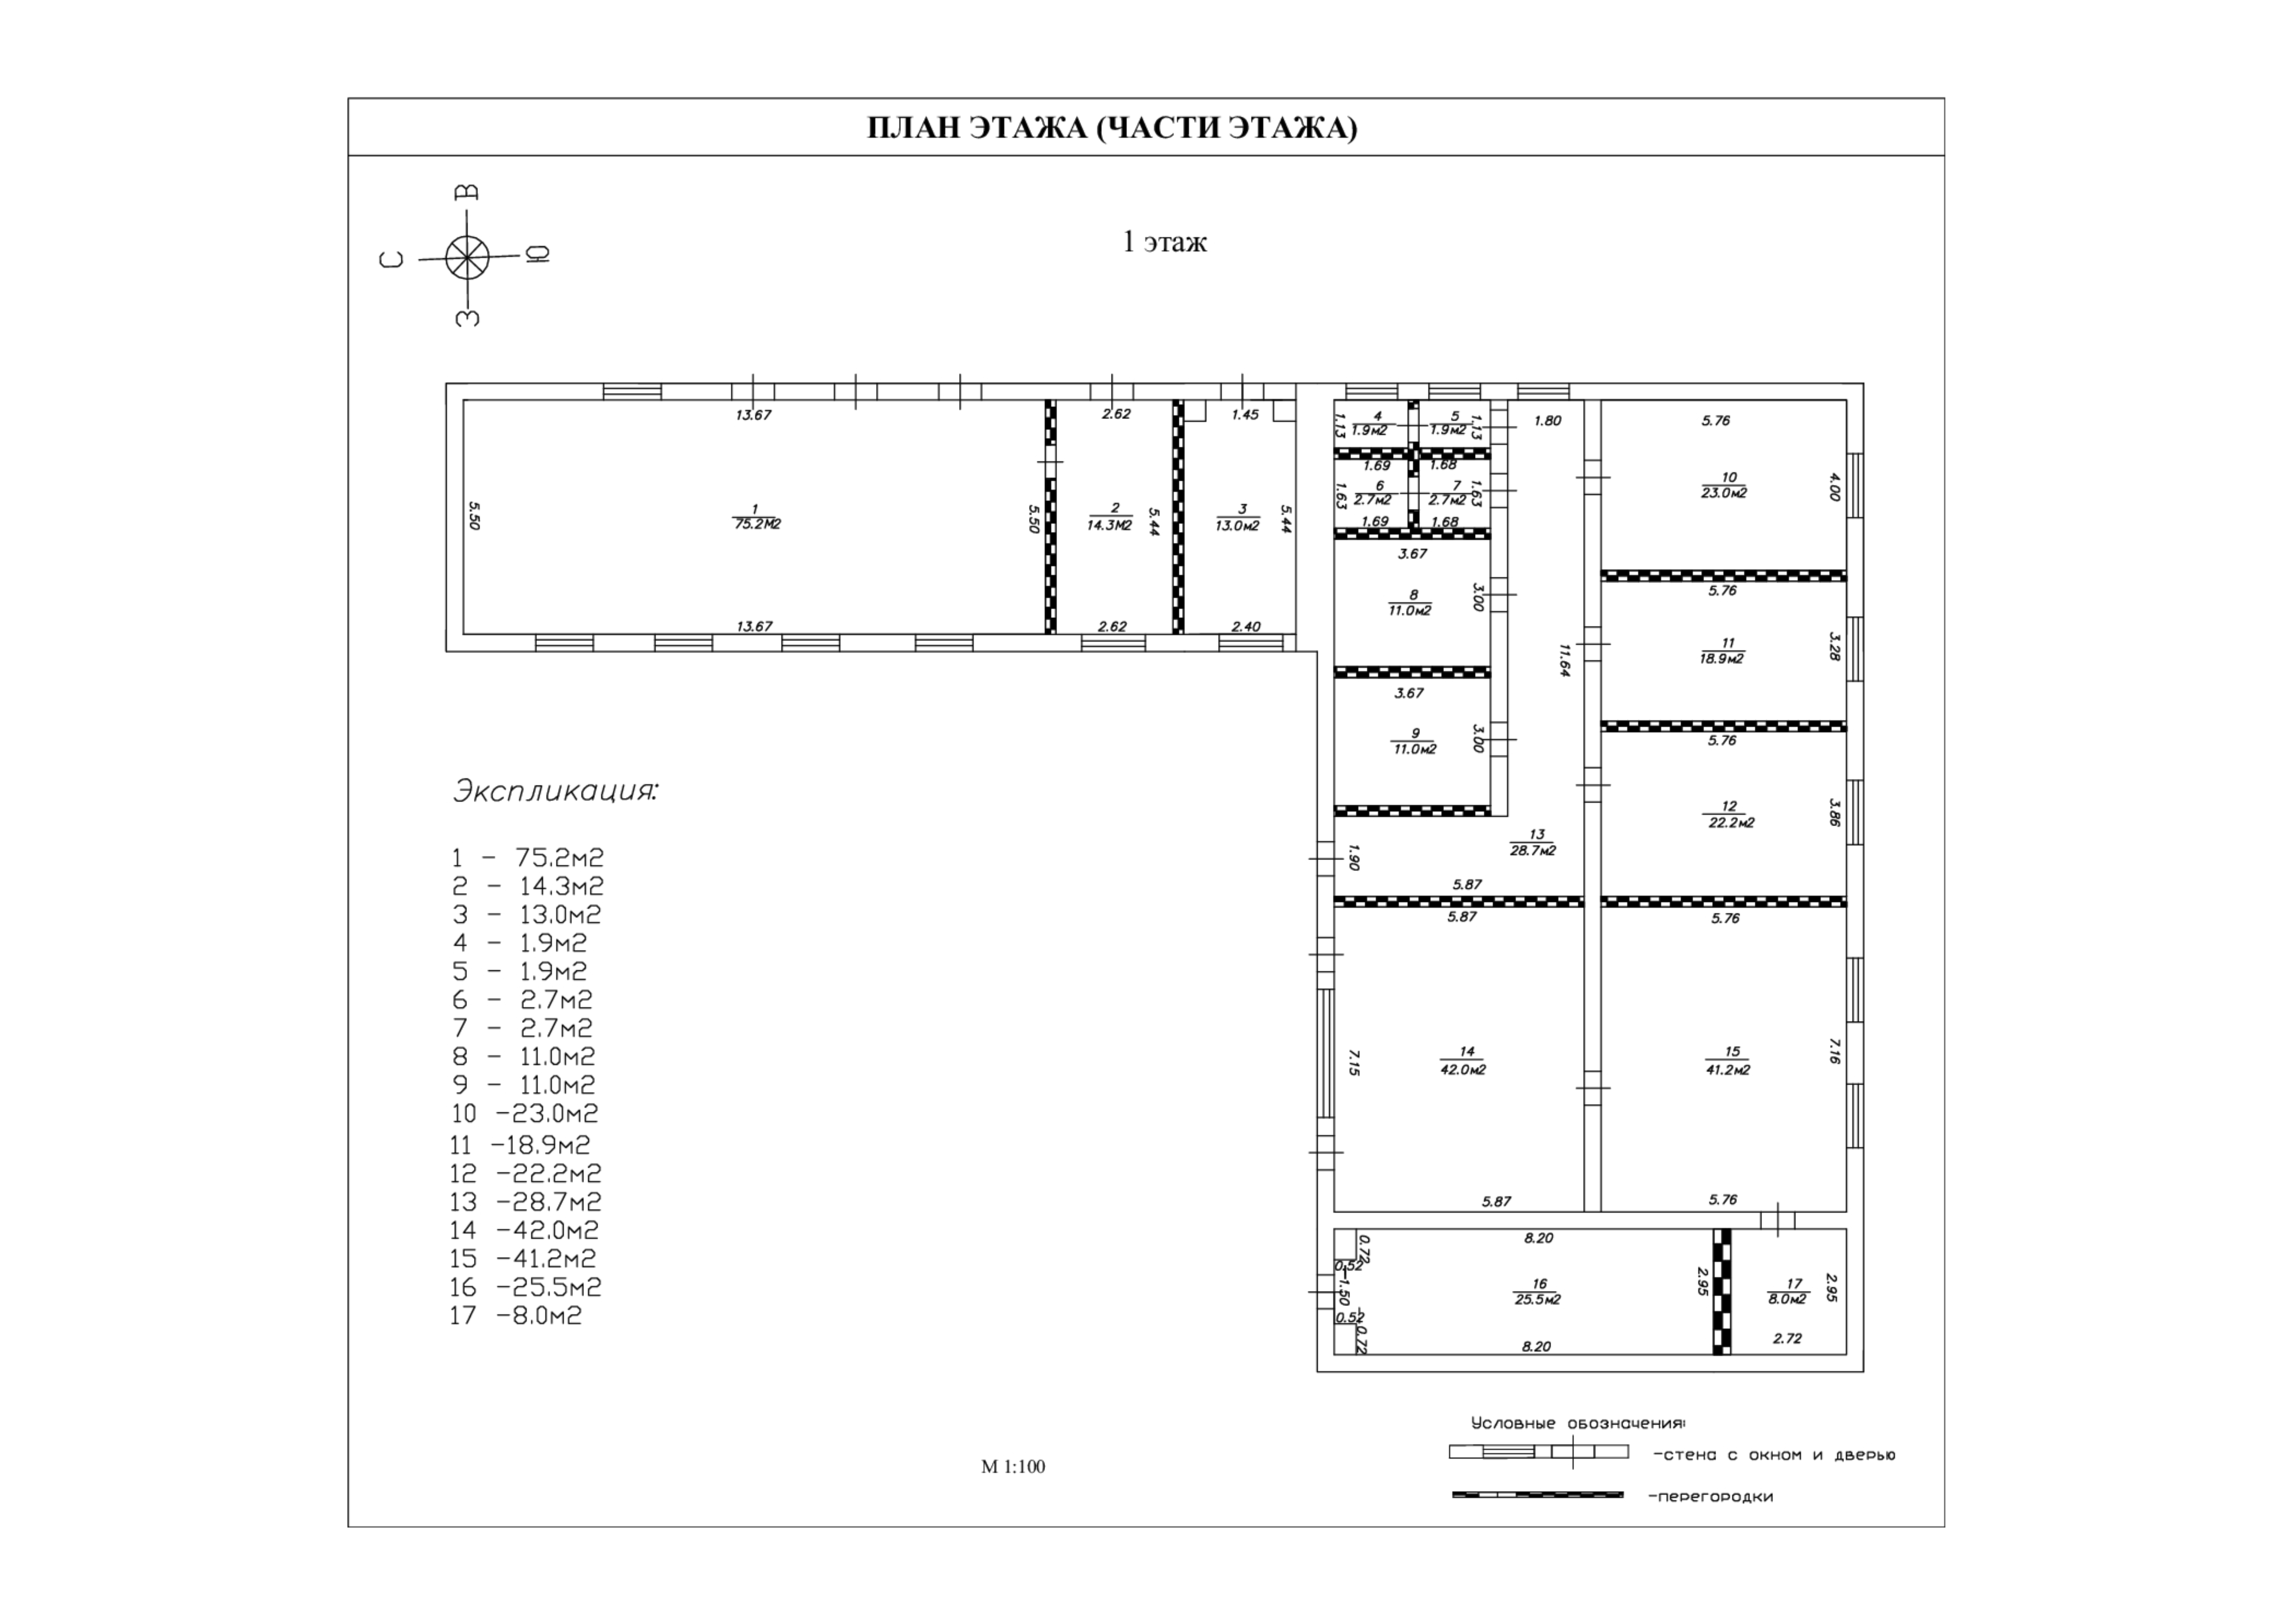 ПЛАН ЭТАЖА (ЧАСТИ ЭТАЖА)
В
С
Ю
З
1 этаж
13.67
2.62
1.45
5.50
1
75.2м2
5.50
2
14.3м2
5.44
3
13.0м2
5.44
13.67
2.62
2.40
1.13
4
1.9м2
5
1.9м2
1.13
1.80
5.76
1.69
1.68
1.63
6
2.7м2
7
2.7м2
1.63
1.69
1.68
10
23.0м2
4.00
3.67
8
11.0м2
3.00
5.76
11
18.9м2
3.28
11.64
3.67
9
11.0м2
3.00
5.76
12
22.2м2
3.86
13
28.7м2
1.90
5.87
5.87
5.76
7.15
14
42.0м2
15
41.2м2
7.16
5.87
5.76
0.72
8.20
0.52
1.50
16
25.5м2
2.95
17
8.0м2
2.95
0.52
0.72
8.20
2.72
Экспликация:
1 - 75.2м2
2 - 14.3м2
3 - 13.0м2
4 - 1.9м2
5 - 1.9м2
6 - 2.7м2
7 - 2.7м2
8 - 11.0м2
9 - 11.0м2
10 -23.0м2
11 -18.9м2
12 -22.2м2
13 -28.7м2
14 -42.0м2
15 -41.2м2
16 -25.5м2
17 -8.0м2
М 1:100
Условные обозначения:
-стена с окном и дверью
-перегородки